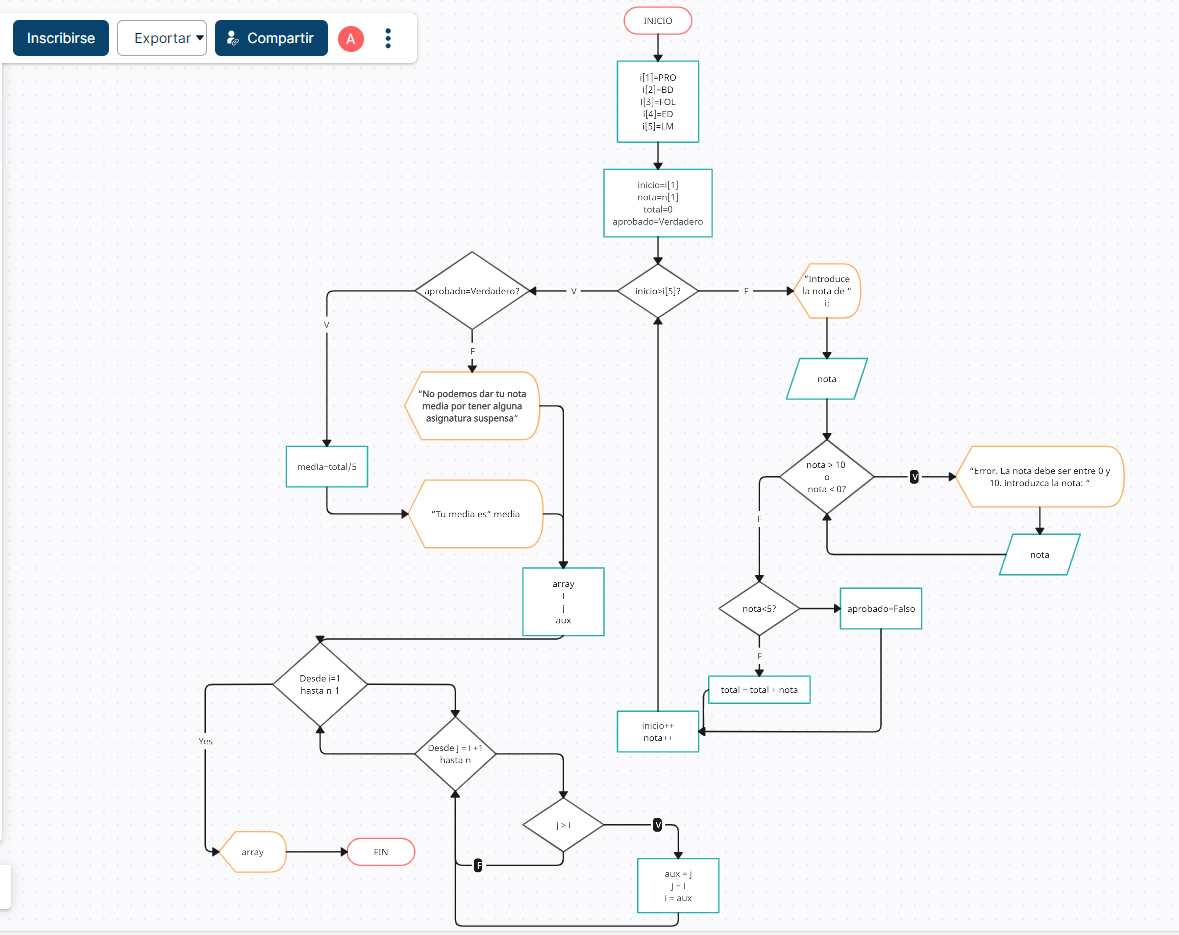 Inscribirse
Exportar
Compartir
A
INICIO
i[1]=PRO
i[2]=BD
I[3]=FOL
i[4]=ED
i[5]=LM
inicio=i[1]
nota=n[1]
total=0
aprobado=Verdadero
inicio>i[5]?
V
F
aprobado=Verdadero?
V
F
"Introduce
la nota de "
i:
nota
nota > 10
o
nota < 0?
V
F
"Error. La nota debe ser entre 0 y
10. introduzca la nota: "
nota
nota<5?
F
aprobado=Falso
total = total + nota
inicio++
nota++
"No podemos dar tu nota
media por tener alguna
asignatura suspensa"
media=total/5
"Tu media es" media
array
I
j
aux
Desde i=1
hasta n-1
Yes
Desde j = i +1
hasta n
j > i
V
F
aux = j
j = i
i = aux
array
FIN